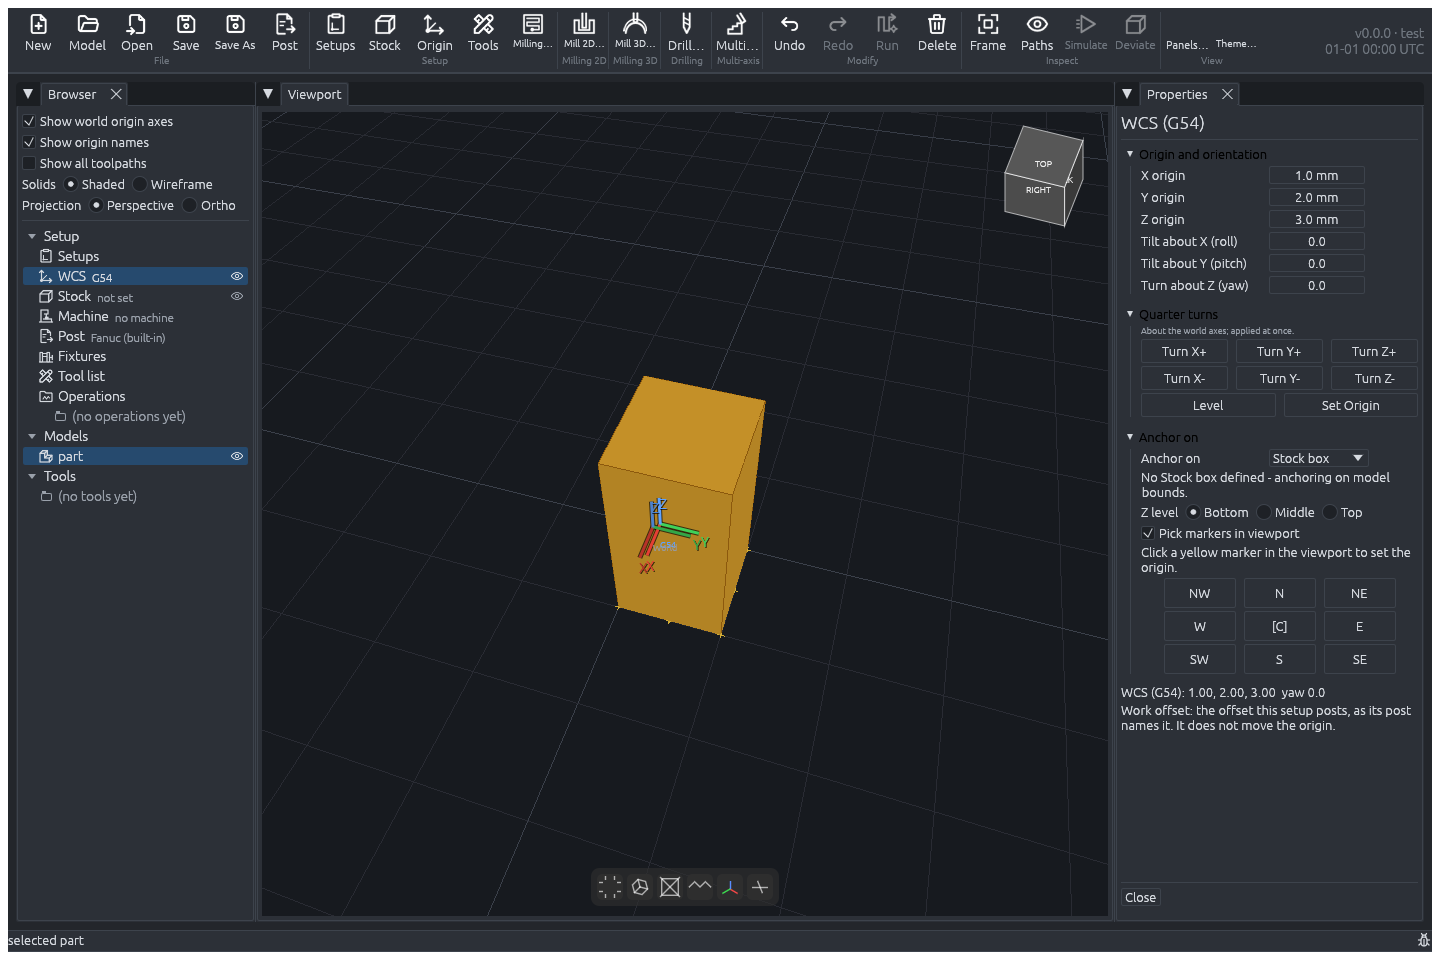 New Model Open Save Save As Post Setups Stock Origin Tools Milling... Mill 2D... Mill 3D... Drill... Multi... Undo Redo Run Delete Frame Paths Simulate Deviate Panels... Theme...
File Setup Milling 2D Milling 3D Drilling Multi-axis Modify Inspect View
v0.0.0 · test
01-01 00:00 UTC
Browser
Show world origin axes
Show origin names
Show all toolpaths
Solids Shaded Wireframe
Projection Perspective Ortho
Setup
Setups
WCS G54
Stock not set
Machine no machine
Post Fanuc (built-in)
Fixtures
Tool list
Operations
(no operations yet)
Models
part
Tools
(no tools yet)
Viewport
TOP
RIGHT
Z
Z
Y Y
X X
Properties
WCS (G54)
Origin and orientation
X origin 1.0 mm
Y origin 2.0 mm
Z origin 3.0 mm
Tilt about X (roll) 0.0
Tilt about Y (pitch) 0.0
Turn about Z (yaw) 0.0
Quarter turns
About the world axes; applied at once.
Turn X+ Turn Y+ Turn Z+
Turn X- Turn Y- Turn Z-
Level Set Origin
Anchor on
Anchor on Stock box
No Stock box defined - anchoring on model
bounds.
Z level Bottom Middle Top
Pick markers in viewport
Click a yellow marker in the viewport to set the
origin.
NW N NE
W [C] E
SW S SE
WCS (G54): 1.00, 2.00, 3.00 yaw 0.0
Work offset: the offset this setup posts, as its post
names it. It does not move the origin.
Close
selected part